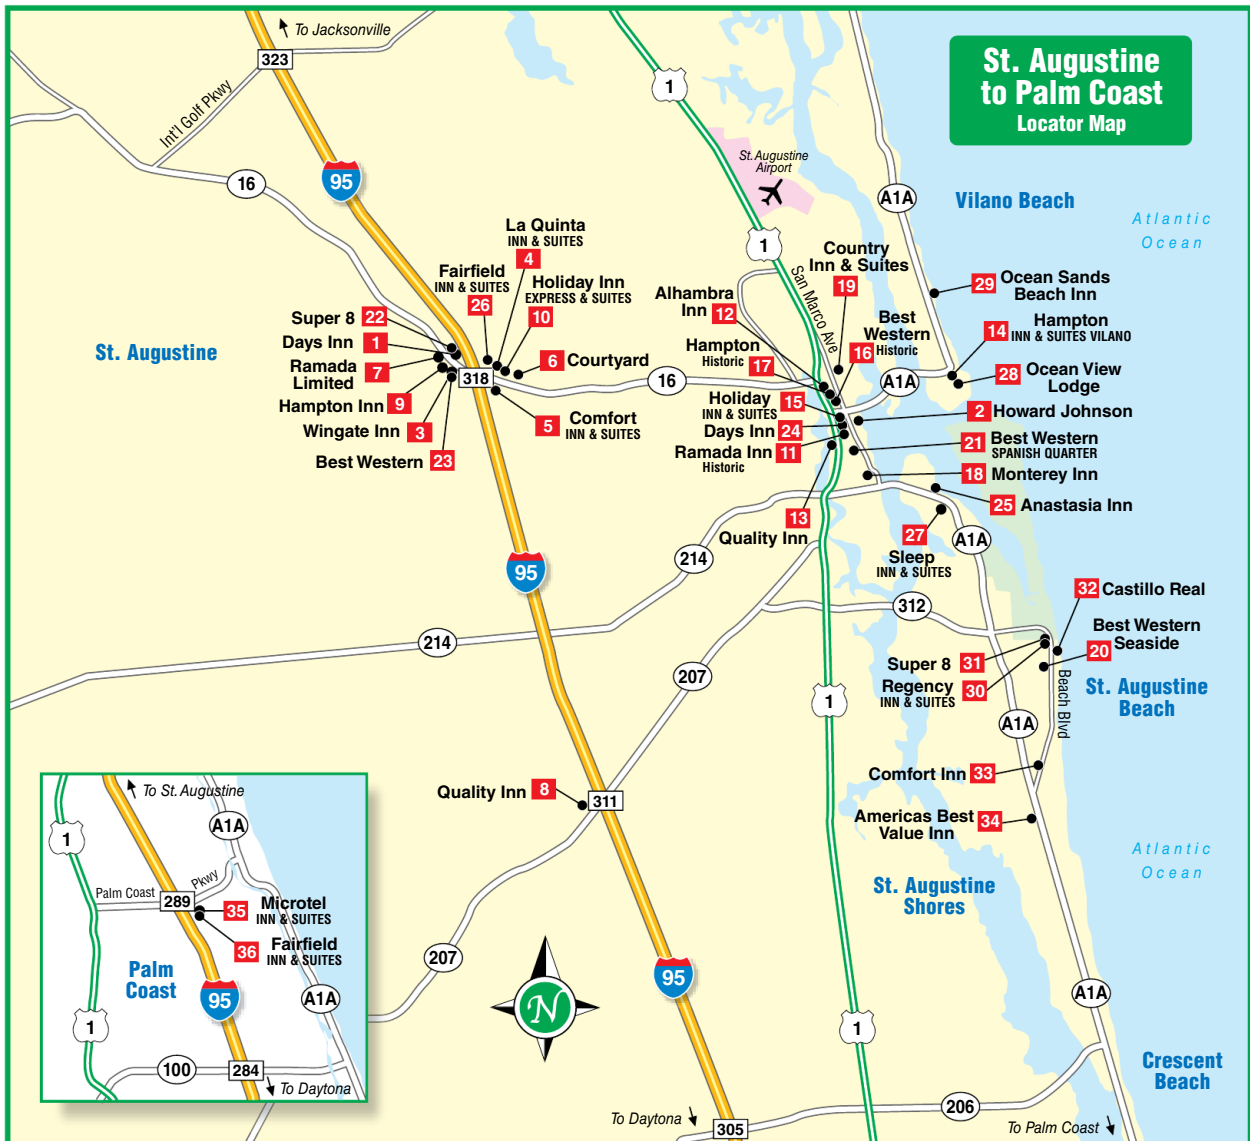 To Jacksonville
323
Int'l Golf Pkwy
1
St. Augustine
to Palm Coast
Locator Map
St. Augustine
Airport
16
95
A1A
Vilano Beach
Atlantic
Ocean
1
La Quinta
INN & SUITES
4
Fairfield
INN & SUITES
26
Holiday Inn
EXPRESS & SUITES
10
San Marco Ave
Country
Inn & Suites
19
Alhambra
Inn 12
29 Ocean Sands
Beach Inn
Super 8 22
Days Inn 1
Ramada
Limited 7
Hampton Inn 9
Wingate Inn 3
Best Western 23
St. Augustine
318
6 Courtyard
5 Comfort
INN & SUITES
16
Hampton
Historic 17
Best
Western
16 Historic
A1A
14 Hampton
INN & SUITES VILANO
28 Ocean View
Lodge
Holiday
INN & SUITES 15
Days Inn 24
Ramada Inn 11
Historic
2 Howard Johnson
21 Best Western
SPANISH QUARTER
18 Monterey Inn
25 Anastasia Inn
13
Quality Inn
27
Sleep
INN & SUITES
A1A
95
214
214
312
32 Castillo Real
Best Western
20 Seaside
Super 8 31
Regency
INN & SUITES 30
207
1
Beach Blvd
St. Augustine
Beach
A1A
Comfort Inn 33
Americas Best
Value Inn 34
Quality Inn 8
311
Atlantic
Ocean
St. Augustine
Shores
To St. Augustine
1
A1A
Palm Coast
Pkwy
289
35 Microtel
INN & SUITES
36 Fairfield
INN & SUITES
Palm
Coast
95
A1A
1
100
284
To Daytona
207
N
95
1
A1A
Crescent
Beach
206
To Daytona
305
To Palm Coast